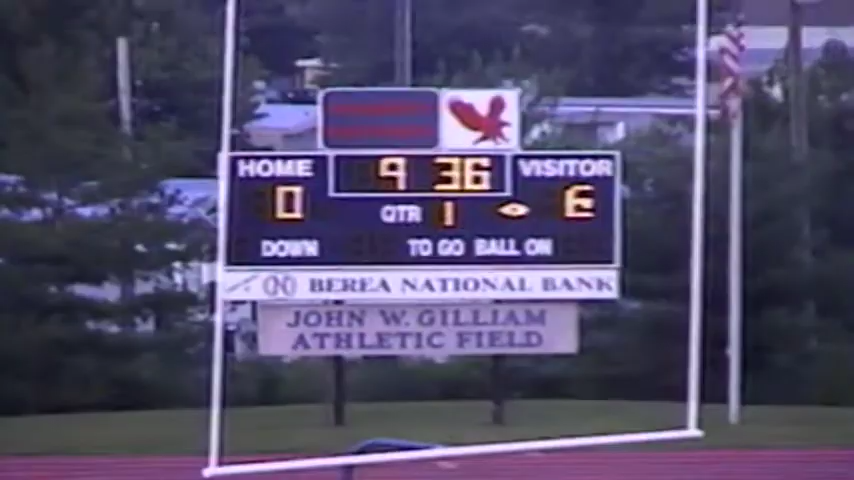 HOME 9 36 VISITOR
0 QTR 1 6
DOWN TO GO BALL ON
BEREA NATIONAL BANK
JOHN W. GILLIAM
ATHLETIC FIELD